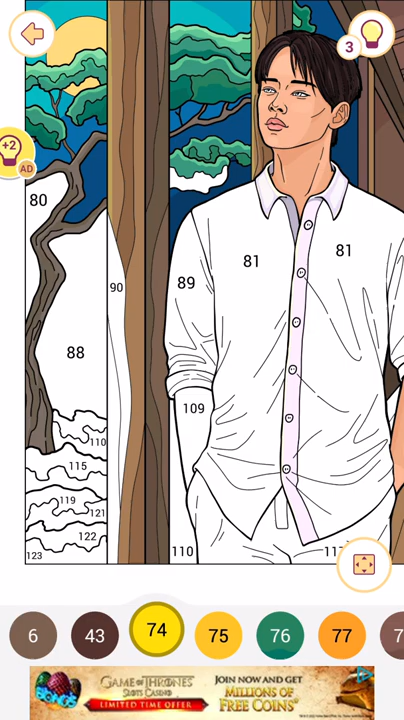 3
+2
AD
80
81
81
90
89
88
109
110
115
119
121
122
123
110
6
43
74
75
76
77
GAME OF THRONES
SLOTS CASINO
LIMITED TIME OFFER
BONUS
JOIN NOW AND GET
MILLIONS OF
FREE COINS*